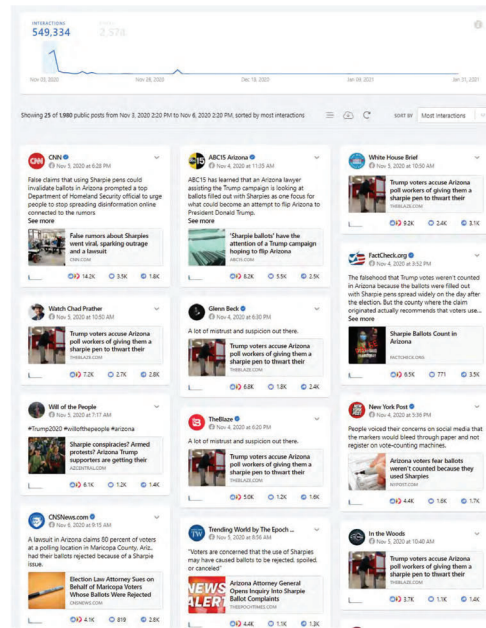 INTERACTIONS
549,334
2,578
Nov 03, 2020
Nov 28, 2020
Dec 18, 2020
Jan 09, 2021
Jan 31, 2021
Showing 25 of 1,980 public posts from Nov 3, 2020 2:20 PM to Nov 6, 2020 2:20 PM, sorted by most interactions
SORT BY
Most Interactions
CNN
Nov 5, 2020 at 6:28 PM
False claims that using Sharpie pens could
invalidate ballots in Arizona prompted a top
Department of Homeland Security official to urge
people to stop spreading disinformation online
connected to the rumors
See more
False rumors about Sharpies
went viral, sparking outrage
and a lawsuit
CNN.COM
14.2K
3.5K
1.8K
Watch Chad Prather
Nov 5, 2020 at 10:50 AM
Trump voters accuse Arizona
poll workers of giving them a
sharpie pen to thwart their
THEBLAZE.COM
7.2K
2.7K
2.8K
Will of the People
Nov 5, 2020 at 7:17 AM
#Trump2020 #willofthepeople #arizona
Sharpie conspiracies? Armed
protests? Arizona Trump
supporters are getting their
AZCENTRAL.COM
6.1K
1.2K
1.4K
CNSNews.com
Nov 6, 2020 at 9:15 AM
A lawsuit in Arizona claims 80 percent of voters
at a polling location in Maricopa County, Ariz.,
had their ballots rejected because of a Sharpie
issue.
Election Law Attorney Sues on
Behalf of Maricopa Voters
Whose Ballots Were Rejected
CNSNEWS.COM
4.1K
819
2.6K
ABC15 Arizona
Nov 4, 2020 at 11:35 AM
ABC15 has learned that an Arizona lawyer
assisting the Trump campaign is looking at
ballots filled out with Sharpies as one focus for
what could become an attempt to flip Arizona to
President Donald Trump.
See more
'Sharpie ballots' have the
attention of a Trump campaign
hoping to flip Arizona
ABC15.COM
8.2K
5.5K
2.5K
Glenn Beck
Nov 4, 2020 at 6:30 PM
A lot of mistrust and suspicion out there.
Trump voters accuse Arizona
poll workers of giving them a
sharpie pen to thwart their
THEBLAZE.COM
6.8K
1.8K
2.4K
TheBlaze
Nov 4, 2020 at 6:20 PM
A lot of mistrust and suspicion out there.
Trump voters accuse Arizona
poll workers of giving them a
sharpie pen to thwart their
THEBLAZE.COM
5.0K
1.2K
1.6K
Trending World by The Epoch ...
Nov 5, 2020 at 9:56 AM
"Voters are concerned that the use of Sharpies
may have caused ballots to be rejected, spoiled,
or canceled"
NEWS
ALERT
Arizona Attorney General
Opens Inquiry Into Sharpie
Ballot Complaints
THEEPOCHTIMES.COM
4.4K
1.1K
1.3K
White House Brief
Nov 5, 2020 at 10:50 AM
Trump voters accuse Arizona
poll workers of giving them a
sharpie pen to thwart their
THEBLAZE.COM
9.2K
2.4K
3.1K
FactCheck.org
Nov 4, 2020 at 3:52 PM
The falsehood that Trump votes weren't counted
in Arizona because the ballots were filled out
with Sharpie pens spread widely on the day after
the election. But the county where the claim
originated actually recommends that voters use...
See more
Sharpie Ballots Count in
Arizona
FACTCHECK.ORG
8.5K
771
3.5K
New York Post
Nov 4, 2020 at 5:36 PM
People voiced their concerns on social media that
the markers would bleed through paper and not
register on vote-counting machines.
Arizona voters fear ballots
weren't counted because they
used Sharpies
NYPOST.COM
4.4K
1.6K
1.7K
In the Woods
Nov 5, 2020 at 10:40 AM
Trump voters accuse Arizona
poll workers of giving them a
sharpie pen to thwart their
THEBLAZE.COM
3.7K
1.1K
1.4K